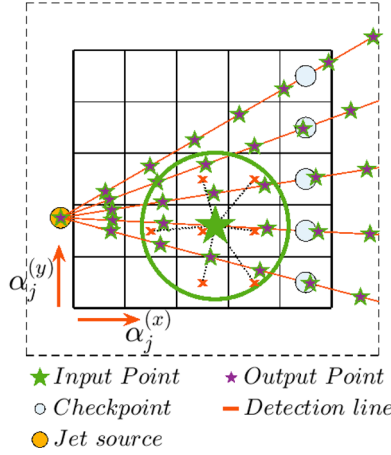 α_j^(y)
α_j^(x)
Input Point Output Point
Checkpoint Detection line
Jet source